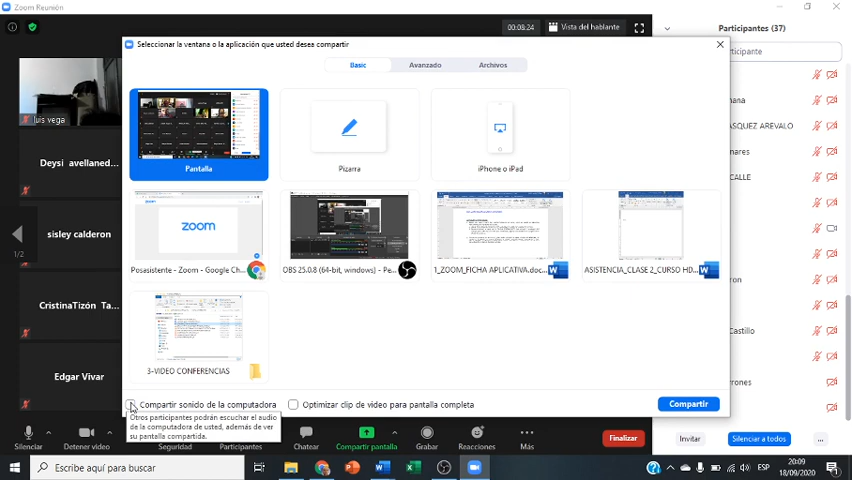 Zoom Reunión
00:08:24
Vista del hablante
Participantes (37)
Seleccionar la ventana o la aplicación que usted desea compartir
Basic
Avanzado
Archivos
rticipante
luis vega
Deysi avellaned...
sisley calderon
1/2
CristinaTizón Ta...
Edgar Vivar
Pantalla
Pizarra
iPhone o iPad
zoom
Posasistente - Zoom - Google Ch...
OBS 25.0.8 (64-bit, windows) - Pe...
1_ZOOM_FICHA APLICATIVA.doc...
ASISTENCIA_CLASE 2_CURSO HD...
3-VIDEO CONFERENCIAS
mana
ASQUEZ AREVALO
mares
CALLE
ron
Castillo
rrones
Compartir sonido de la computadora
Optimizar clip de video para pantalla completa
Compartir
Otros participantes podrán escuchar el audio
de la computadora de usted, además de ver
su pantalla compartida.
Silenciar
Detener video
Seguridad
Participantes
Chatear
Compartir pantalla
Grabar
Reacciones
Más
Finalizar
Invitar
Silenciar a todos
...
Escribe aquí para buscar
ESP
20:09
18/09/2020